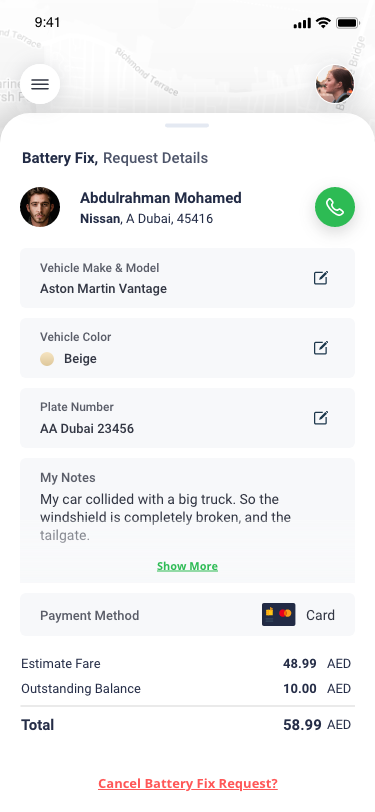 9:41
Richmond Terrace
Terrace
Bridge
Battery Fix, Request Details
Abdulrahman Mohamed
Nissan, A Dubai, 45416
Vehicle Make & Model
Aston Martin Vantage
Vehicle Color
Beige
Plate Number
AA Dubai 23456
My Notes
My car collided with a big truck. So the
windshield is completely broken, and the
tailgate.
Show More
Payment Method
Card
Estimate Fare 48.99 AED
Outstanding Balance 10.00 AED
Total 58.99 AED
Cancel Battery Fix Request?